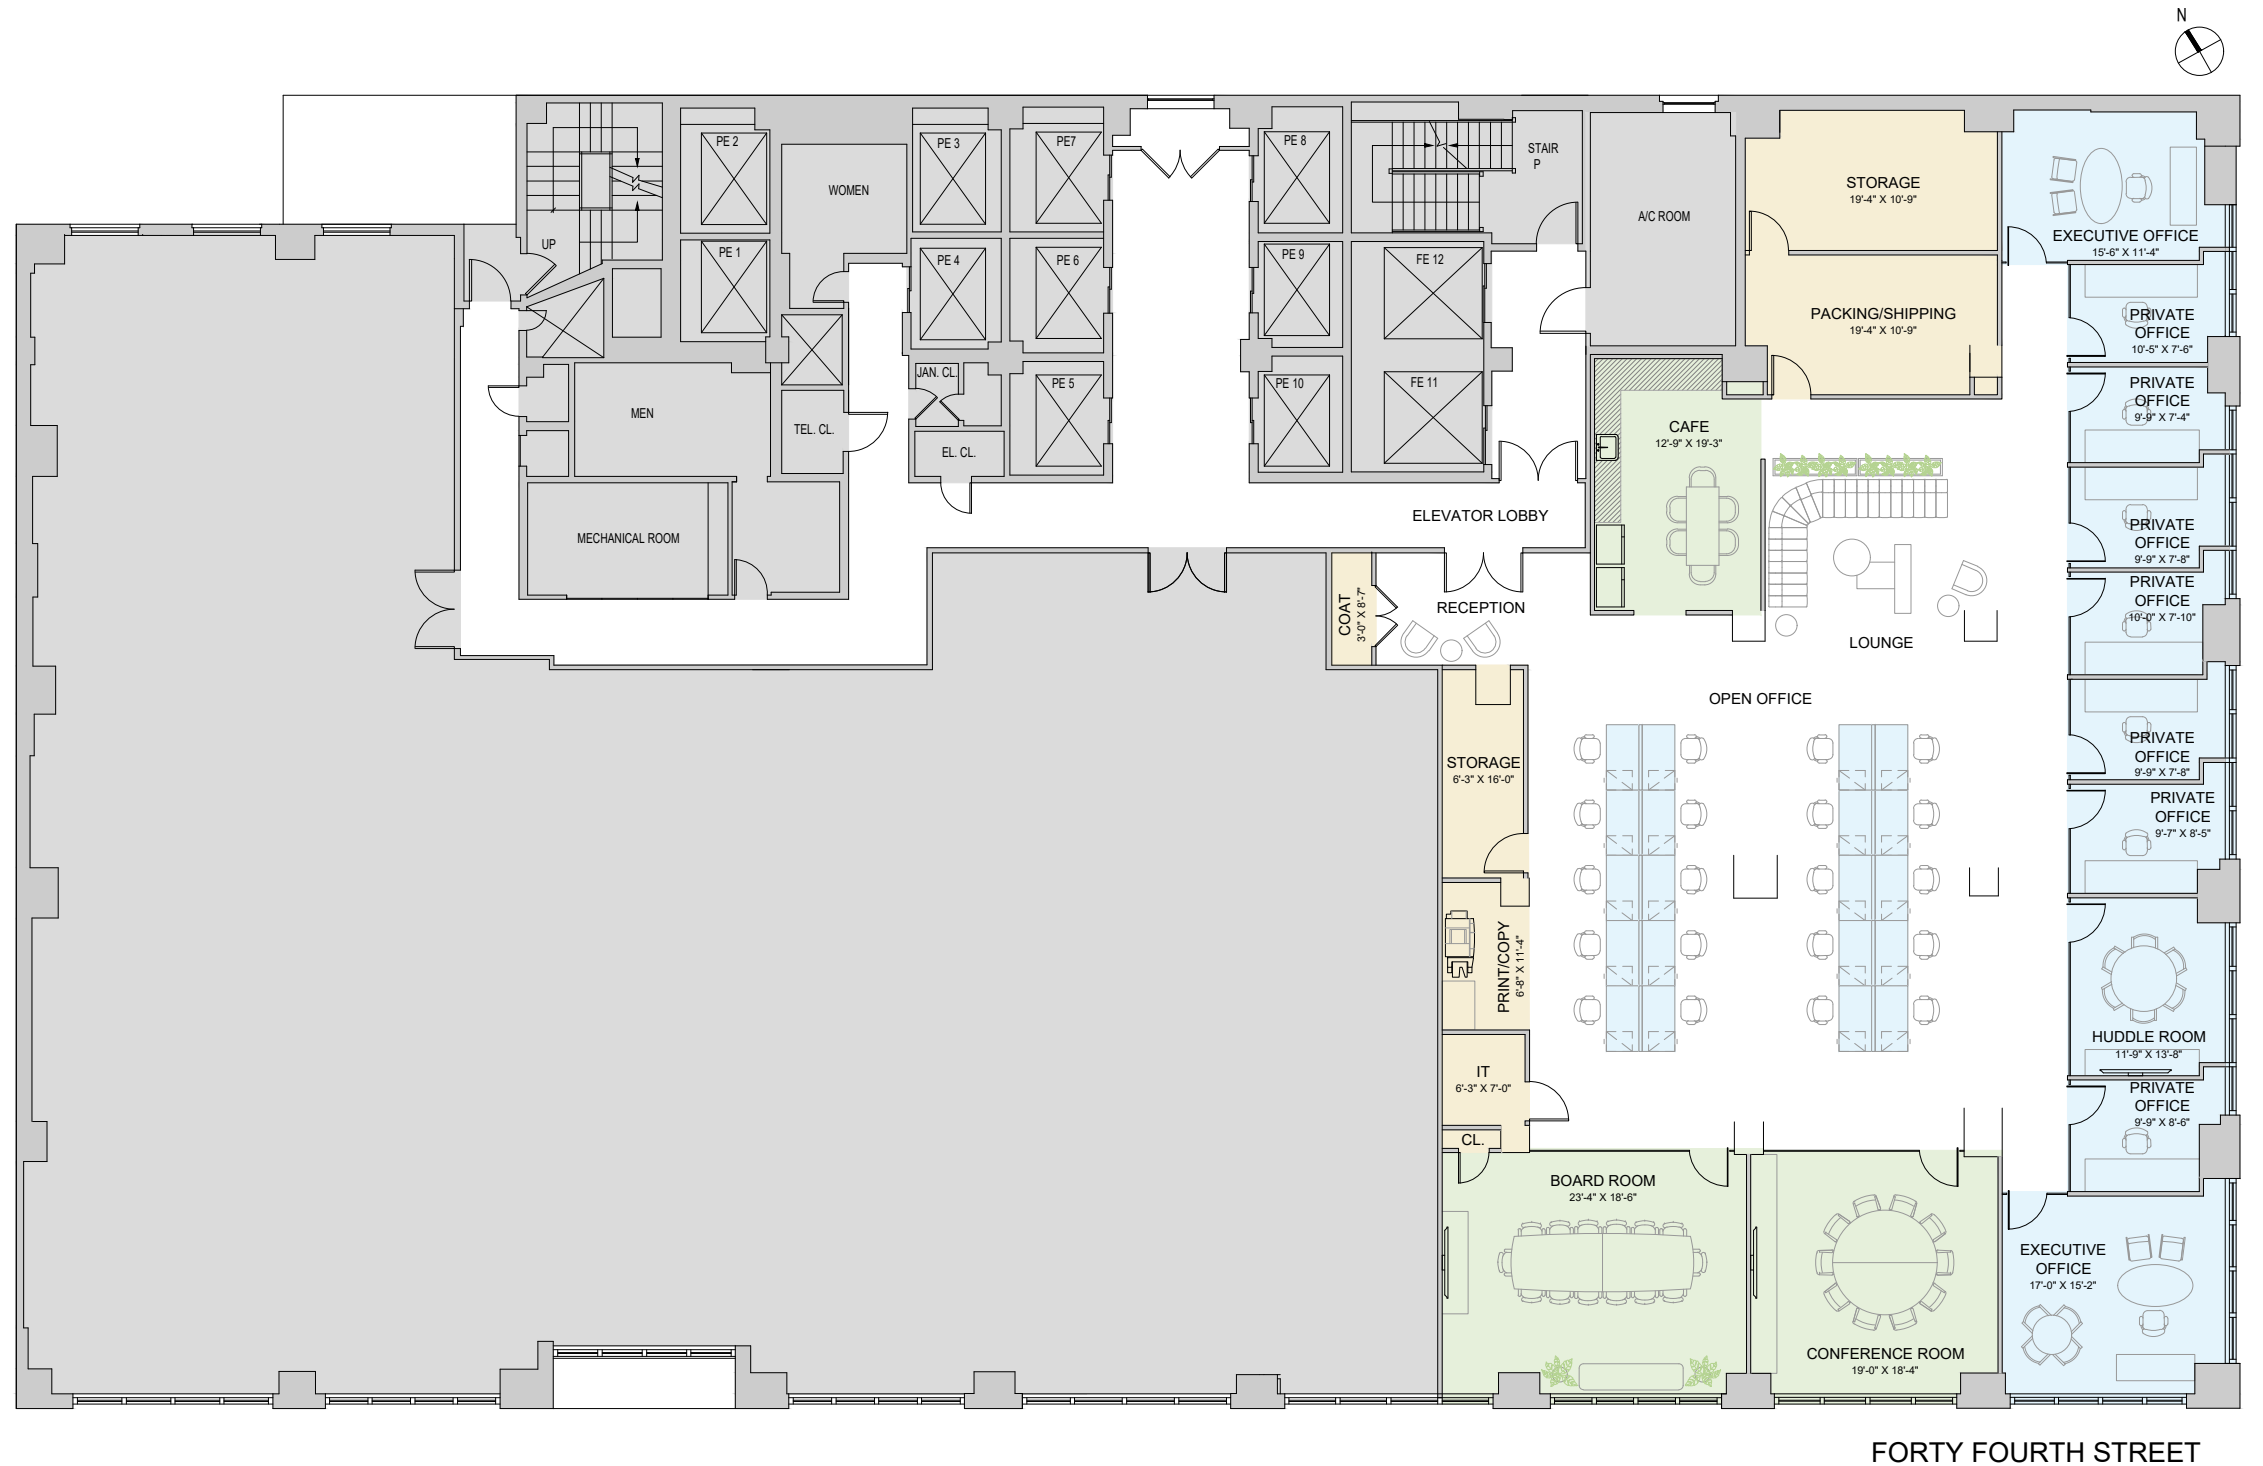 N
PE 2
PE 3
PE7
PE 8
STAIR
P
WOMEN
A/C ROOM
STORAGE
19'-4" X 10'-9"
EXECUTIVE OFFICE
15'-6" X 11'-4"
UP
PE 1
PE 4
PE 6
PE 9
FE 12
PACKING/SHIPPING
19'-4" X 10'-9"
PRIVATE
OFFICE
10'-5" X 7'-6"
JAN. CL.
PE 5
PE 10
FE 11
PRIVATE
OFFICE
9'-9" X 7'-4"
MEN
TEL. CL.
EL. CL.
CAFE
12'-9" X 19'-3"
ELEVATOR LOBBY
MECHANICAL ROOM
PRIVATE
OFFICE
9'-9" X 7'-8"
COAT
3'-0" X 8'-7"
RECEPTION
PRIVATE
OFFICE
10'-0" X 7'-10"
LOUNGE
OPEN OFFICE
STORAGE
6'-3" X 16'-0"
PRIVATE
OFFICE
9'-9" X 7'-8"
PRIVATE
OFFICE
9'-7" X 8'-5"
PRINT/COPY
6'-8" X 11'-4"
HUDDLE ROOM
11'-9" X 13'-8"
IT
6'-3" X 7'-0"
PRIVATE
OFFICE
9'-9" X 8'-6"
CL.
BOARD ROOM
23'-4" X 18'-6"
EXECUTIVE
OFFICE
17'-0" X 15'-2"
CONFERENCE ROOM
19'-0" X 18'-4"
FORTY FOURTH STREET